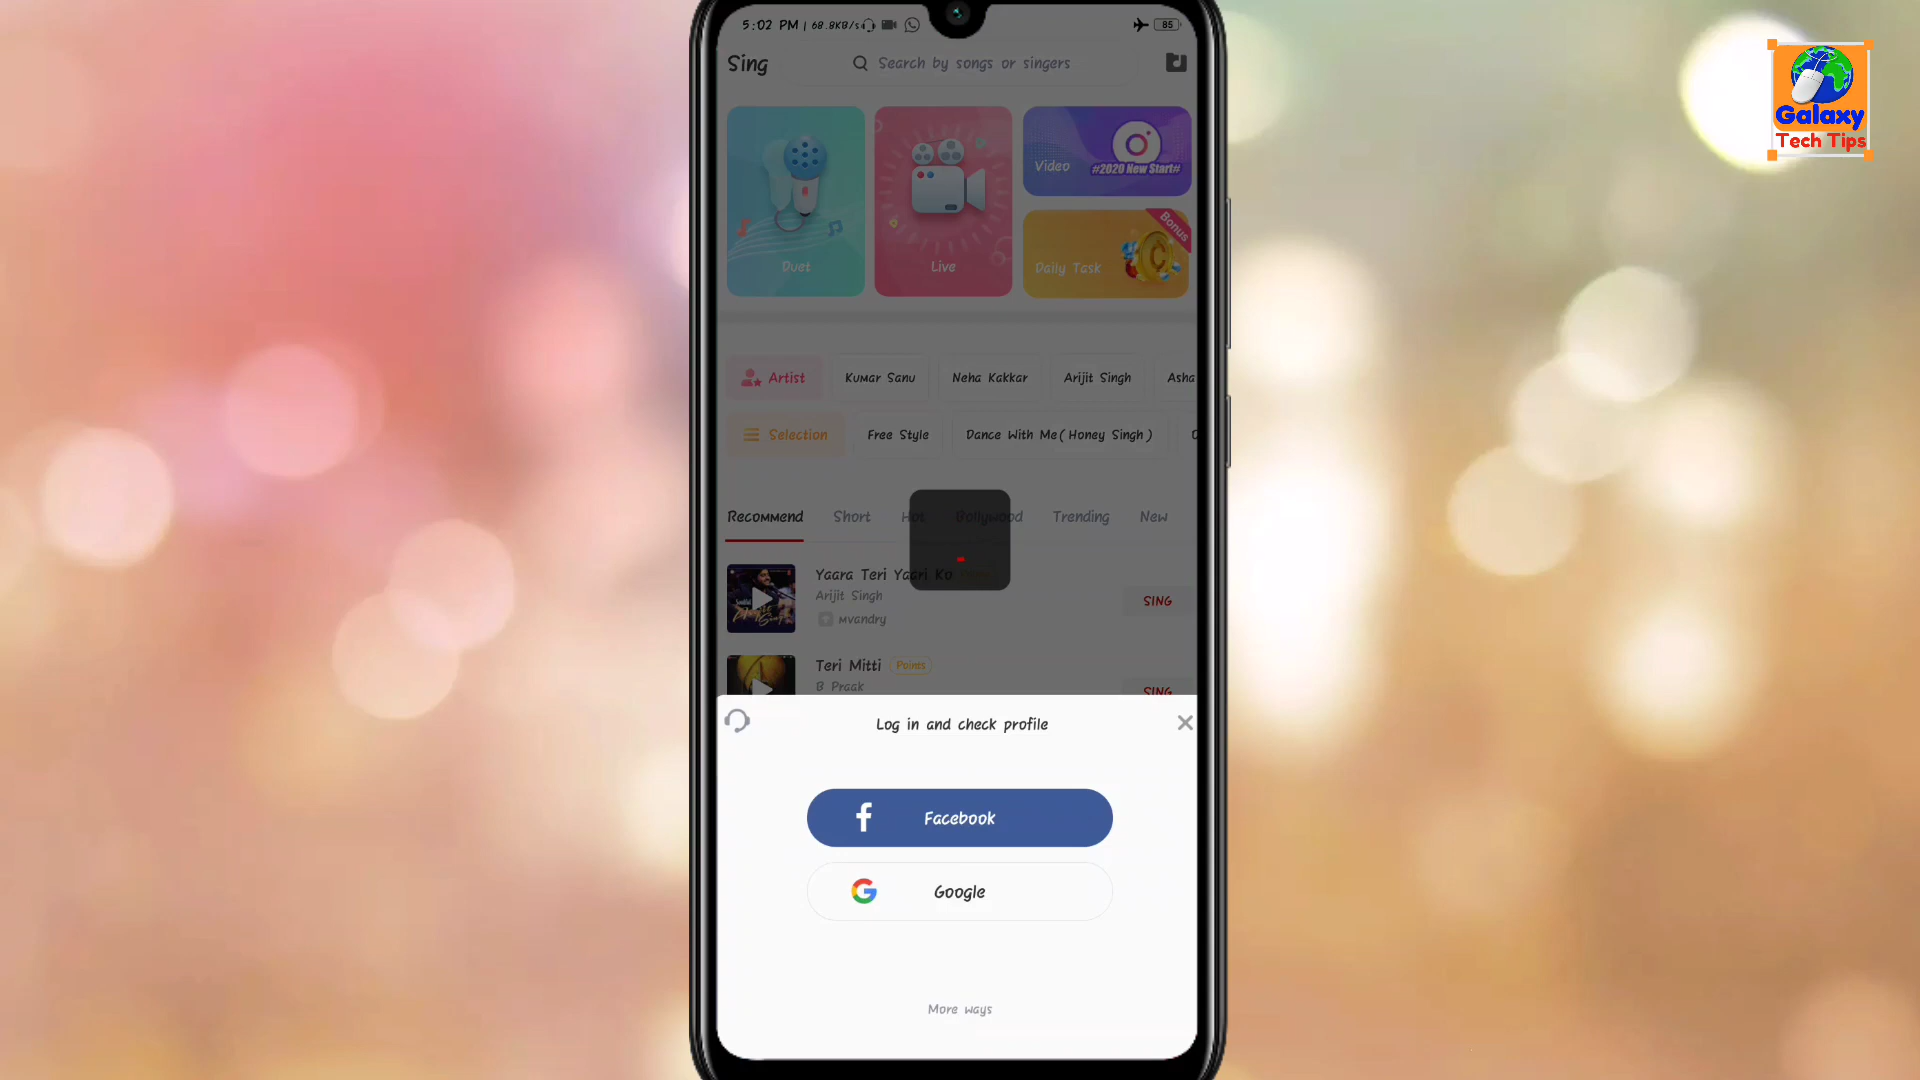 5:02 PM | 68.8KB/s
85
Sing
Search by songs or singers
Duet
Live
Video
#2020 New Start#
Daily Task
Bonus
Artist
Kumar Sanu
Neha Kakkar
Arijit Singh
Asha
Selection
Free Style
Dance With Me( Honey Singh )
Recommend
Short
Hot
Bollywood
Trending
New
Yaara Teri Yaari Ko
Arijit Singh
mvandry
SING
Teri Mitti
Points
B Praak
SING
Log in and check profile
Facebook
Google
More ways
Galaxy
Tech Tips